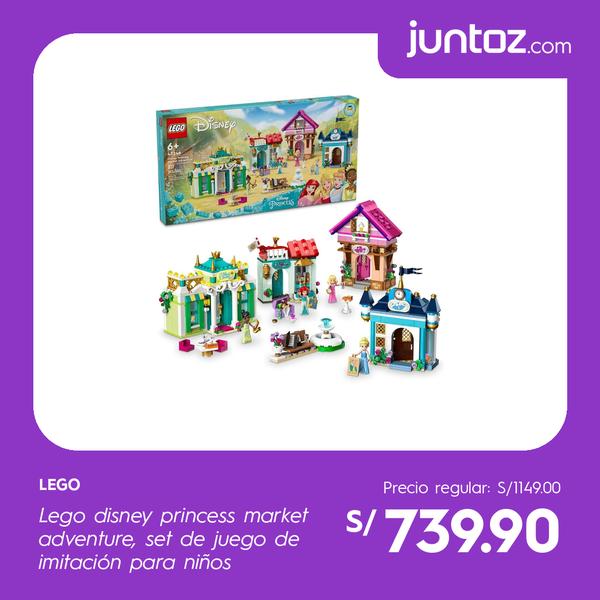 juntoz.com
LEGO
Disney
6+
Disney
PRINCESS
LEGO
Precio regular: S/1149.00
Lego disney princess market
adventure, set de juego de
imitación para niños
S/ 739.90